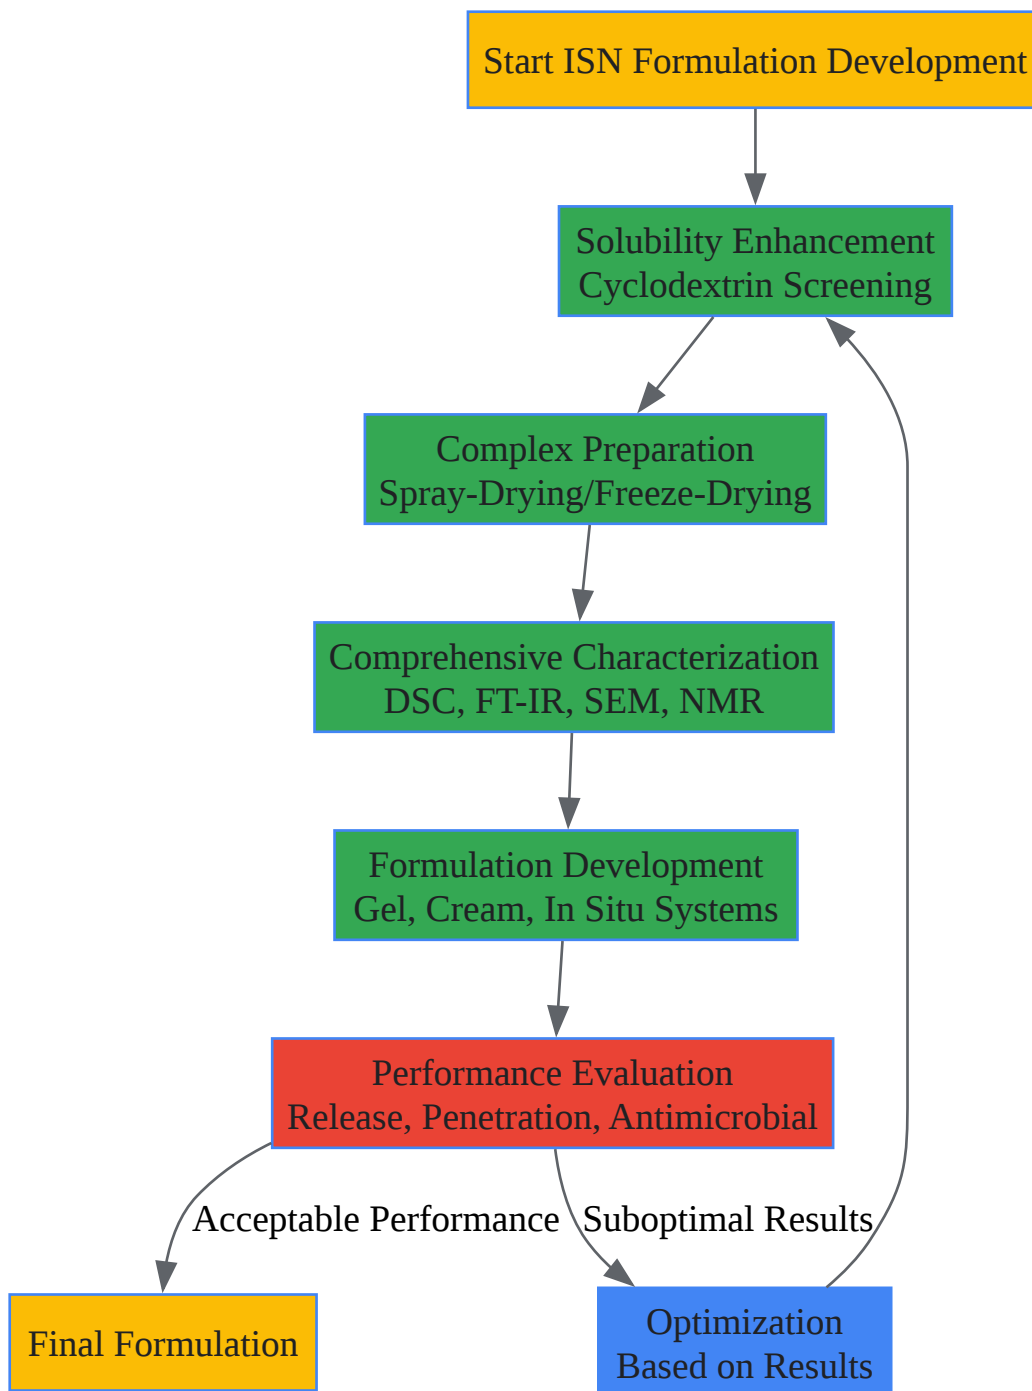 Start ISN Formulation Development
Solubility Enhancement
Cyclodextrin Screening
Complex Preparation
Spray-Drying/Freeze-Drying
Comprehensive Characterization
DSC, FT-IR, SEM, NMR
Formulation Development
Gel, Cream, In Situ Systems
Performance Evaluation
Release, Penetration, Antimicrobial
Acceptable Performance
Suboptimal Results
Final Formulation
Optimization
Based on Results